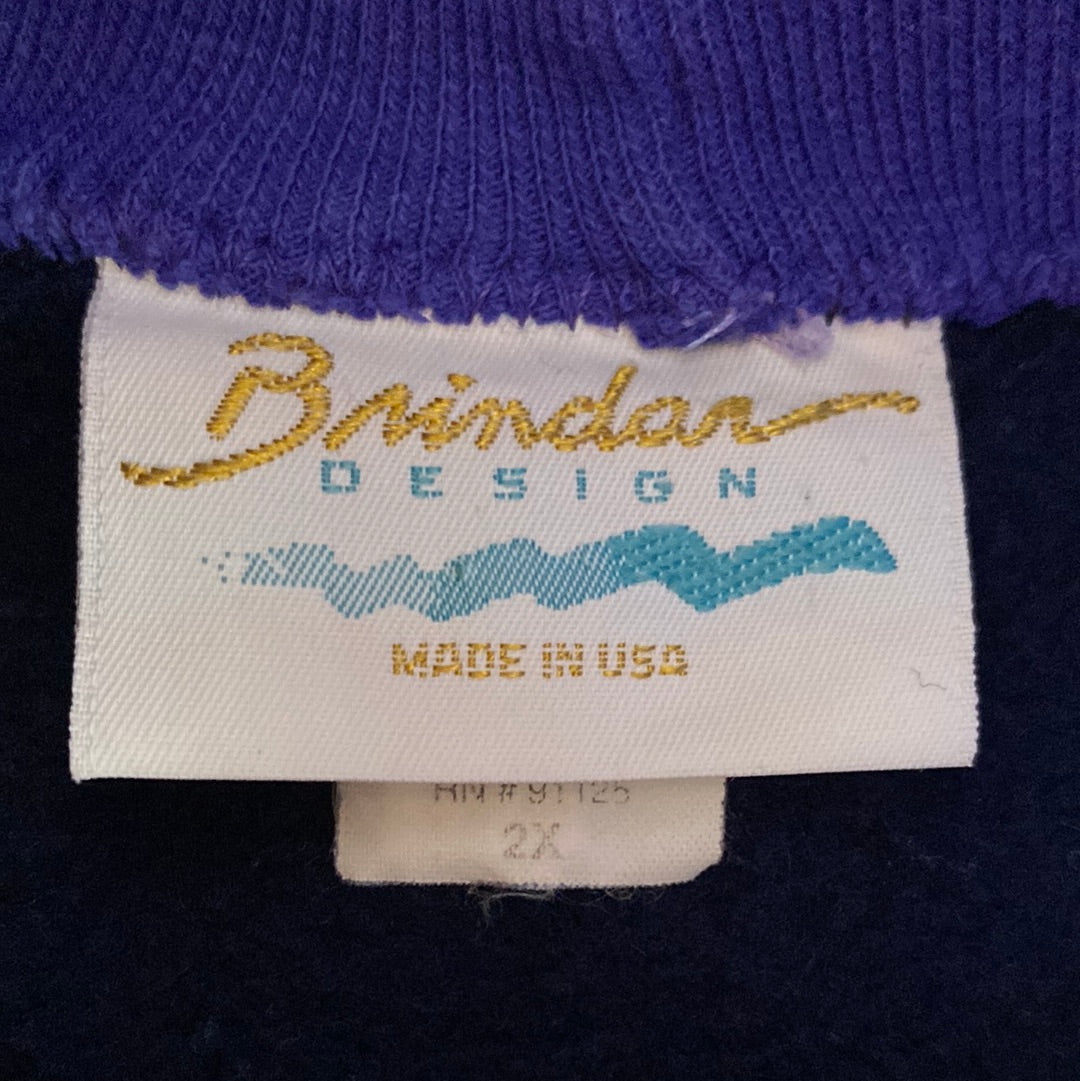 Brindar
DESIGN
MADE IN USA
RN # 91125
2X